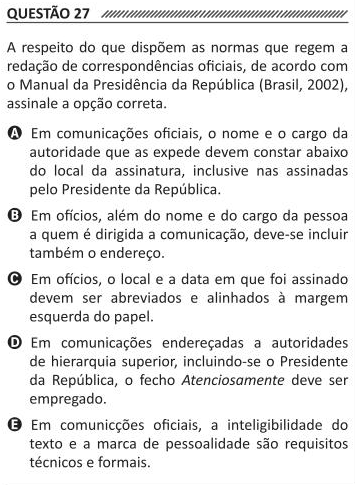 QUESTÃO 27
A respeito do que dispõem as normas que regem a
redação de correspondências oficiais, de acordo com
o Manual da Presidência da República (Brasil, 2002),
assinale a opção correta.
A Em comunicações oficiais, o nome e o cargo da
autoridade que as expede devem constar abaixo
do local da assinatura, inclusive nas assinadas
pelo Presidente da República.
B Em ofícios, além do nome e do cargo da pessoa
a quem é dirigida a comunicação, deve-se incluir
também o endereço.
C Em ofícios, o local e a data em que foi assinado
devem ser abreviados e alinhados à margem
esquerda do papel.
D Em comunicações endereçadas a autoridades
de hierarquia superior, incluindo-se o Presidente
da República, o fecho Atenciosamente deve ser
empregado.
E Em comunicções oficiais, a inteligibilidade do
texto e a marca de pessoalidade são requisitos
técnicos e formais.